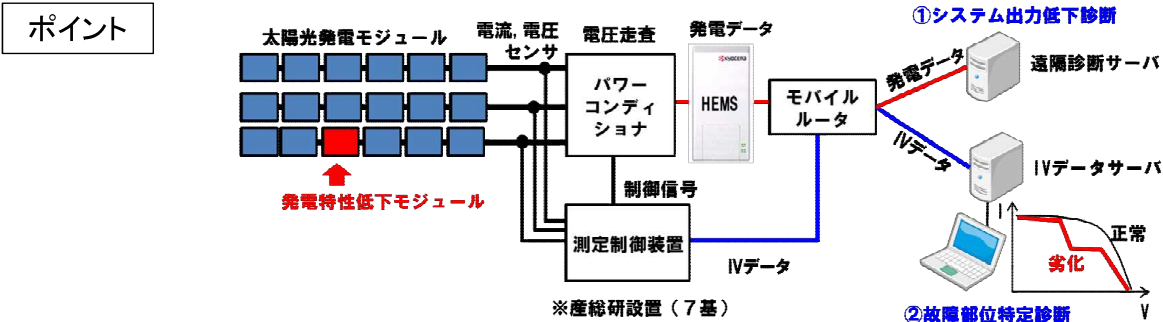 ポイント
太陽光発電モジュール
電流,電圧
センサ
電圧走査
発電データ
①システム出力低下診断
パワー
コンディ
ショナ
KYOCERA
HEMS
モバイル
ルータ
発電データ
遠隔診断サーバ
IVデータ
IVデータサーバ
発電特性低下モジュール
制御信号
測定制御装置
IVデータ
I
正常
劣化
V
※産総研設置(7基)
②故障部位特定診断